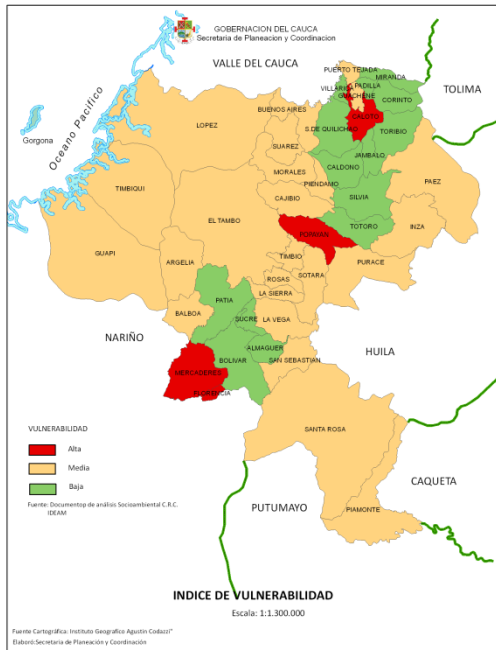 GOBERNACION DEL CAUCA
Secretaria de Planeacion y Coordinacion
VALLE DEL CAUCA
TOLIMA
Oceano Pacifico
Gorgona
PUERTO TEJADA
MIRANDA
VILLARICA
PADILLA
GUACHENE
CORINTO
CALOTO
BUENOS AIRES
LOPEZ
S.DE QUILICHAO
TORIBIO
SUAREZ
JAMBALO
CALDONO
MORALES
PIENDAMO
PAEZ
TIMBIQUI
CAJIBIO
SILVIA
EL TAMBO
TOTORO
INZA
POPAYAN
GUAPI
ARGELIA
TIMBIO
PURACE
SOTARA
ROSAS
LA SIERRA
PATIA
BALBOA
SUCRE
LA VEGA
NARIÑO
ALMAGUER
HUILA
BOLIVAR
SAN SEBASTIAN
MERCADERES
FLORENCIA
SANTA ROSA
CAQUETA
PUTUMAYO
PIAMONTE
VULNERABILIDAD
Alta
Media
Baja
Fuente: Documentop de análisis Socioambiental C.R.C.
IDEAM
INDICE DE VULNERABILIDAD
Escala: 1:1.300.000
Fuente Cartográfica: Instituto Geografico Agustin Codazzi"
Elaboró:Secretaria de Planeación y Coordinación